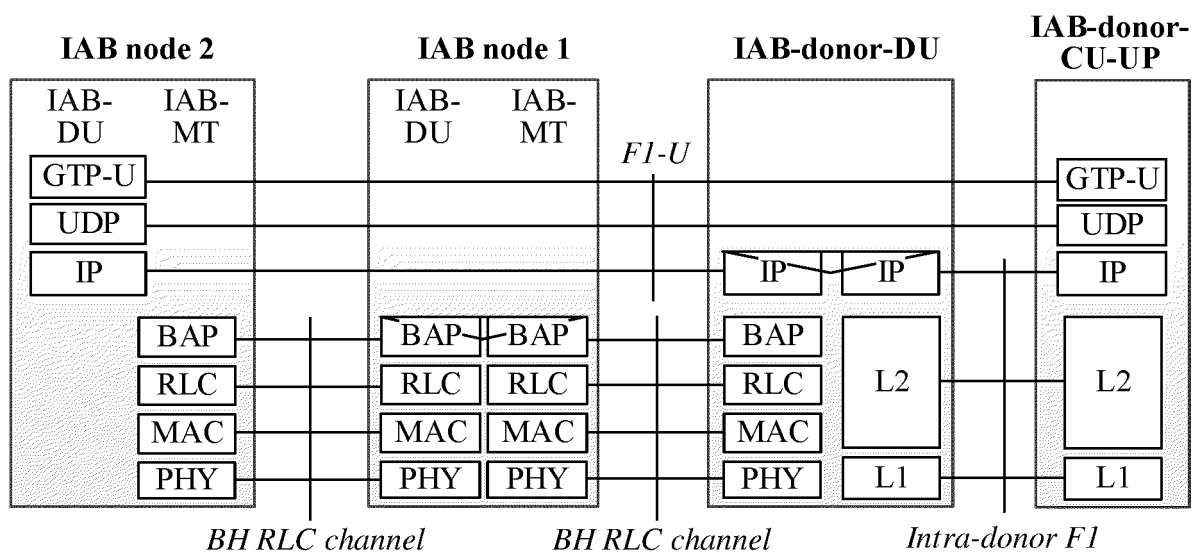 IAB node 2
IAB node 1
IAB-donor-DU
IAB-donor-
CU-UP
IAB-
DU
IAB-
MT
IAB-
DU
IAB-
MT
F1-U
GTP-U
GTP-U
UDP
UDP
IP
IP
IP
IP
BAP
BAP
BAP
BAP
L2
L2
RLC
RLC
RLC
RLC
MAC
MAC
MAC
MAC
PHY
PHY
PHY
PHY
L1
L1
BH RLC channel
BH RLC channel
Intra-donor F1